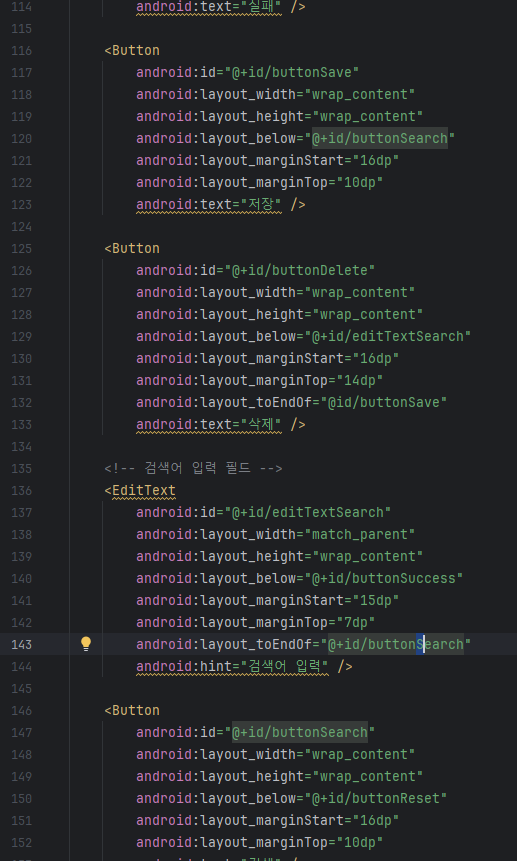 114 android:text="실패" />
115
116 <Button
117 android:id="@+id/buttonSave"
118 android:layout_width="wrap_content"
119 android:layout_height="wrap_content"
120 android:layout_below="@+id/buttonSearch"
121 android:layout_marginStart="16dp"
122 android:layout_marginTop="10dp"
123 android:text="저장" />
124
125 <Button
126 android:id="@+id/buttonDelete"
127 android:layout_width="wrap_content"
128 android:layout_height="wrap_content"
129 android:layout_below="@+id/editTextSearch"
130 android:layout_marginStart="16dp"
131 android:layout_marginTop="14dp"
132 android:layout_toEndOf="@id/buttonSave"
133 android:text="삭제" />
134
135 <!-- 검색어 입력 필드 -->
136 <EditText
137 android:id="@+id/editTextSearch"
138 android:layout_width="match_parent"
139 android:layout_height="wrap_content"
140 android:layout_below="@+id/buttonSuccess"
141 android:layout_marginStart="15dp"
142 android:layout_marginTop="7dp"
143 android:layout_toEndOf="@+id/buttonSearch"
144 android:hint="검색어 입력" />
145
146 <Button
147 android:id="@+id/buttonSearch"
148 android:layout_width="wrap_content"
149 android:layout_height="wrap_content"
150 android:layout_below="@+id/buttonReset"
151 android:layout_marginStart="16dp"
152 android:layout_marginTop="10dp"